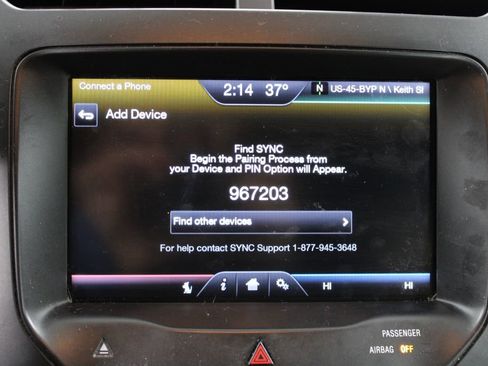 Connect a Phone
2:14 37° N US-45-BYP N \ Keith St
Add Device
Find SYNC
Begin the Pairing Process from
your Device and PIN Option will Appear.
967203
Find other devices >
For help contact SYNC Support 1-877-945-3648
i HI HI
PASSENGER
AIRBAG OFF